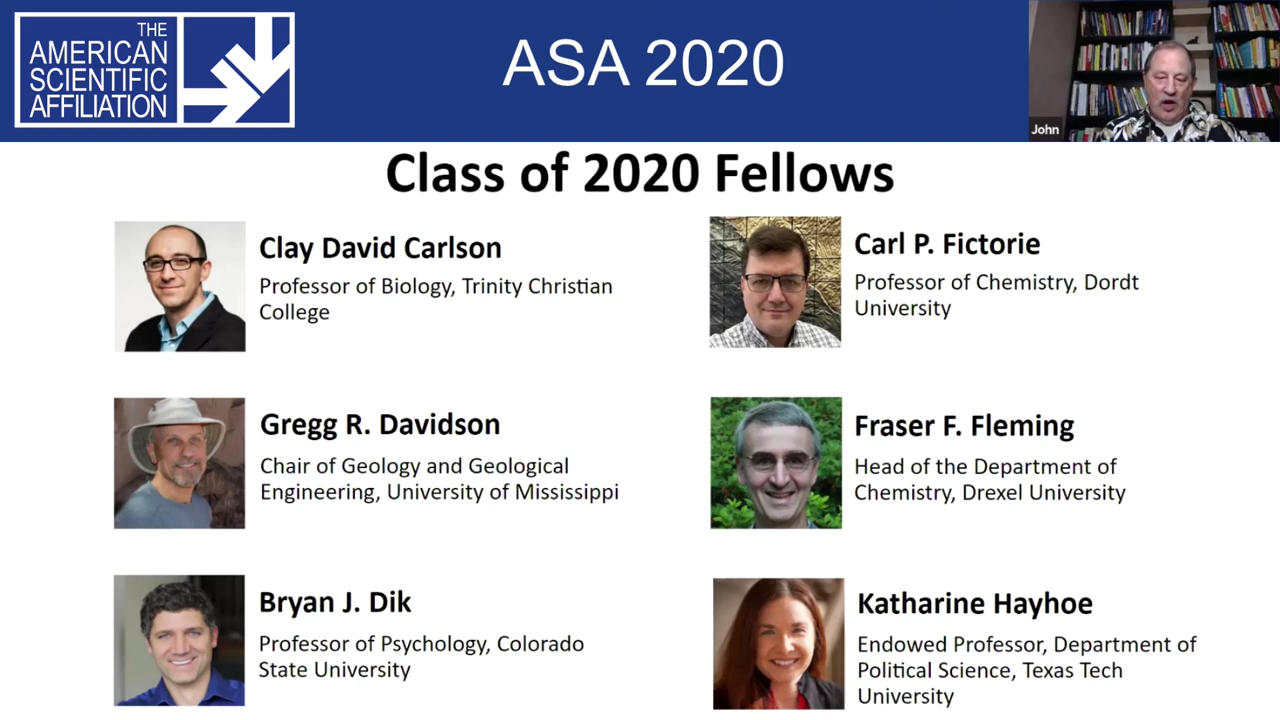 THE
AMERICAN
SCIENTIFIC
AFFILIATION
ASA 2020
John
Class of 2020 Fellows
Clay David Carlson
Professor of Biology, Trinity Christian
College
Carl P. Fictorie
Professor of Chemistry, Dordt
University
Gregg R. Davidson
Chair of Geology and Geological
Engineering, University of Mississippi
Fraser F. Fleming
Head of the Department of
Chemistry, Drexel University
Bryan J. Dik
Professor of Psychology, Colorado
State University
Katharine Hayhoe
Endowed Professor, Department of
Political Science, Texas Tech
University